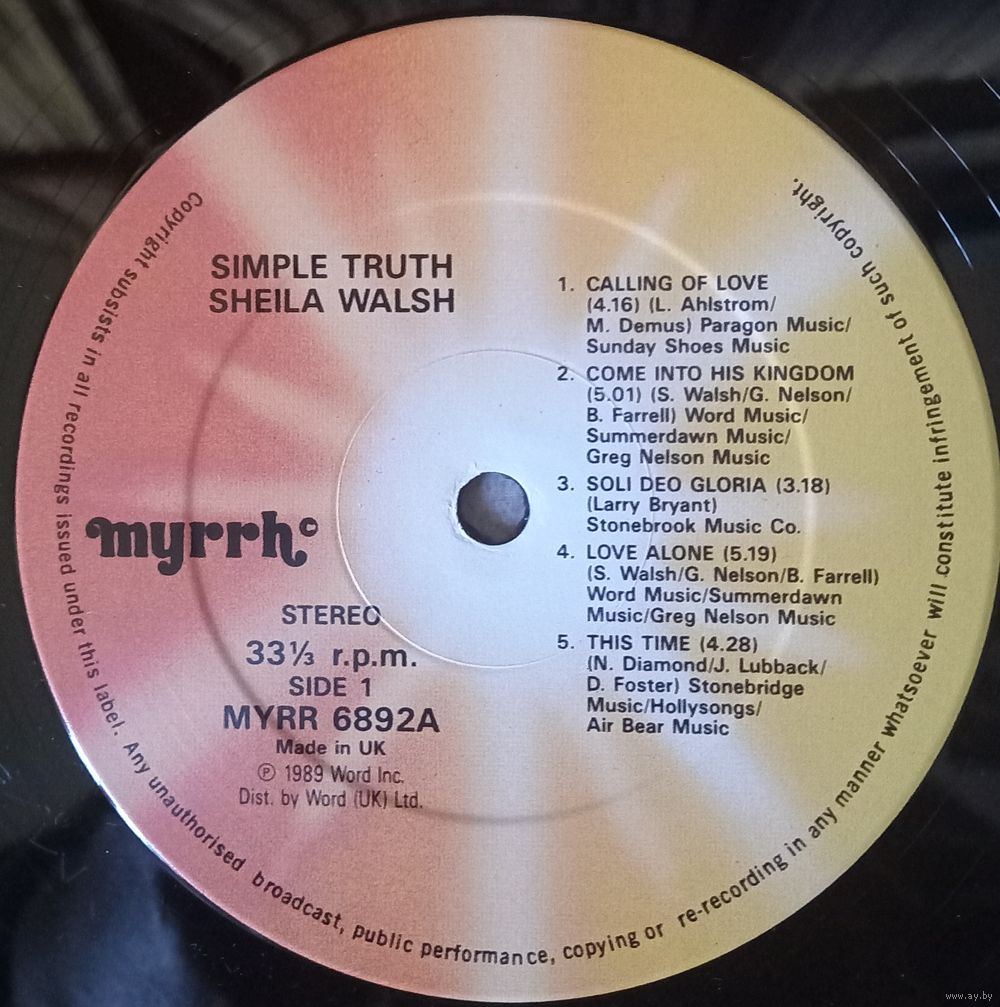 SIMPLE TRUTH
SHEILA WALSH
myrrh©
STEREO
33⅓ r.p.m.
SIDE 1
MYRR 6892A
Made in UK
℗ 1989 Word Inc.
Dist. by Word (UK) Ltd.
1. CALLING OF LOVE
(4.16) (L. Ahlstrom/
M. Demus) Paragon Music/
Sunday Shoes Music
2. COME INTO HIS KINGDOM
(5.01) (S. Walsh/G. Nelson/
B. Farrell) Word Music/
Summerdawn Music/
Greg Nelson Music
3. SOLI DEO GLORIA (3.18)
(Larry Bryant)
Stonebrook Music Co.
4. LOVE ALONE (5.19)
(S. Walsh/G. Nelson/B. Farrell)
Word Music/Summerdawn
Music/Greg Nelson Music
5. THIS TIME (4.28)
(N. Diamond/J. Lubback/
D. Foster) Stonebridge
Music/Hollysongs/
Air Bear Music
Copyright subsists in all recordings issued under this label. Any unauthorised broadcast, public performance, copying or re-recording in any manner whatsoever will constitute infringement of such copyright.
www.ay.by